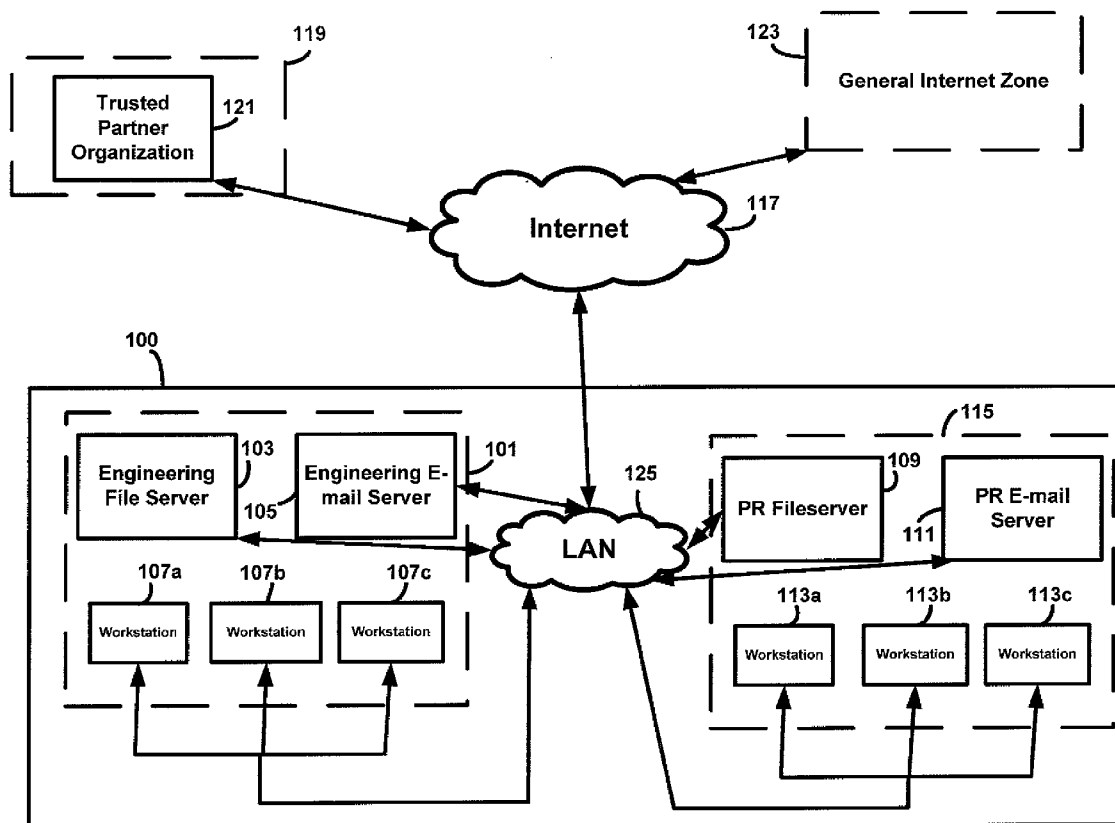 119
Trusted
Partner
Organization
121
123
General Internet Zone
Internet
117
100
Engineering
File Server
103
Engineering E-
mail Server
105
101
LAN
125
115
PR Fileserver
109
PR E-mail
Server
111
107a
Workstation
107b
Workstation
107c
Workstation
113a
Workstation
113b
Workstation
113c
Workstation